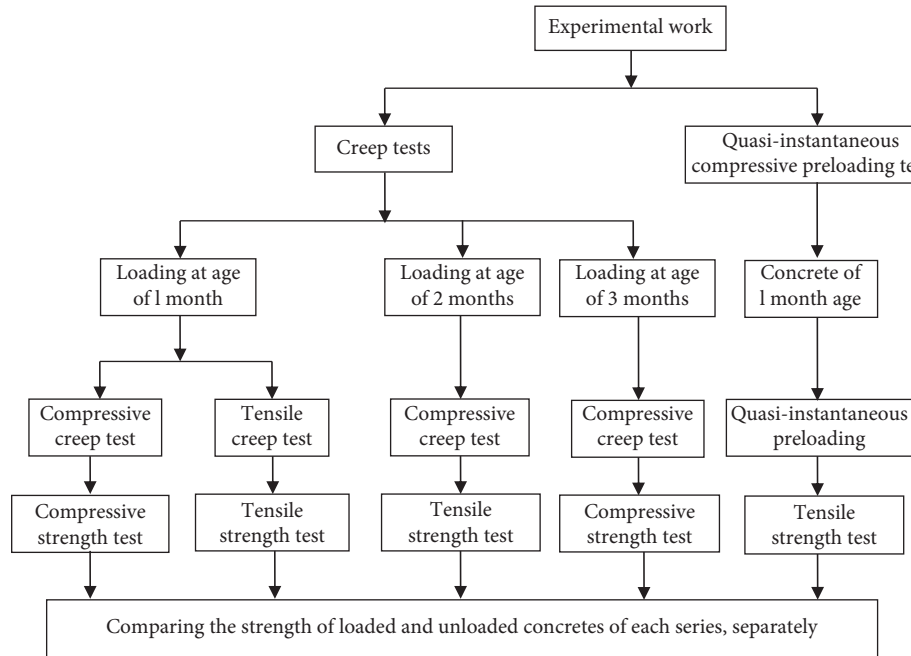 Experimental work
Creep tests
Quasi-instantaneous
compressive preloading te
Loading at age
of l month
Loading at age
of 2 months
Loading at age
of 3 months
Concrete of
l month age
Compressive
creep test
Tensile
creep test
Compressive
creep test
Compressive
creep test
Quasi-instantaneous
preloading
Compressive
strength test
Tensile
strength test
Tensile
strength test
Compressive
strength test
Tensile
strength test
Comparing the strength of loaded and unloaded concretes of each series, separately